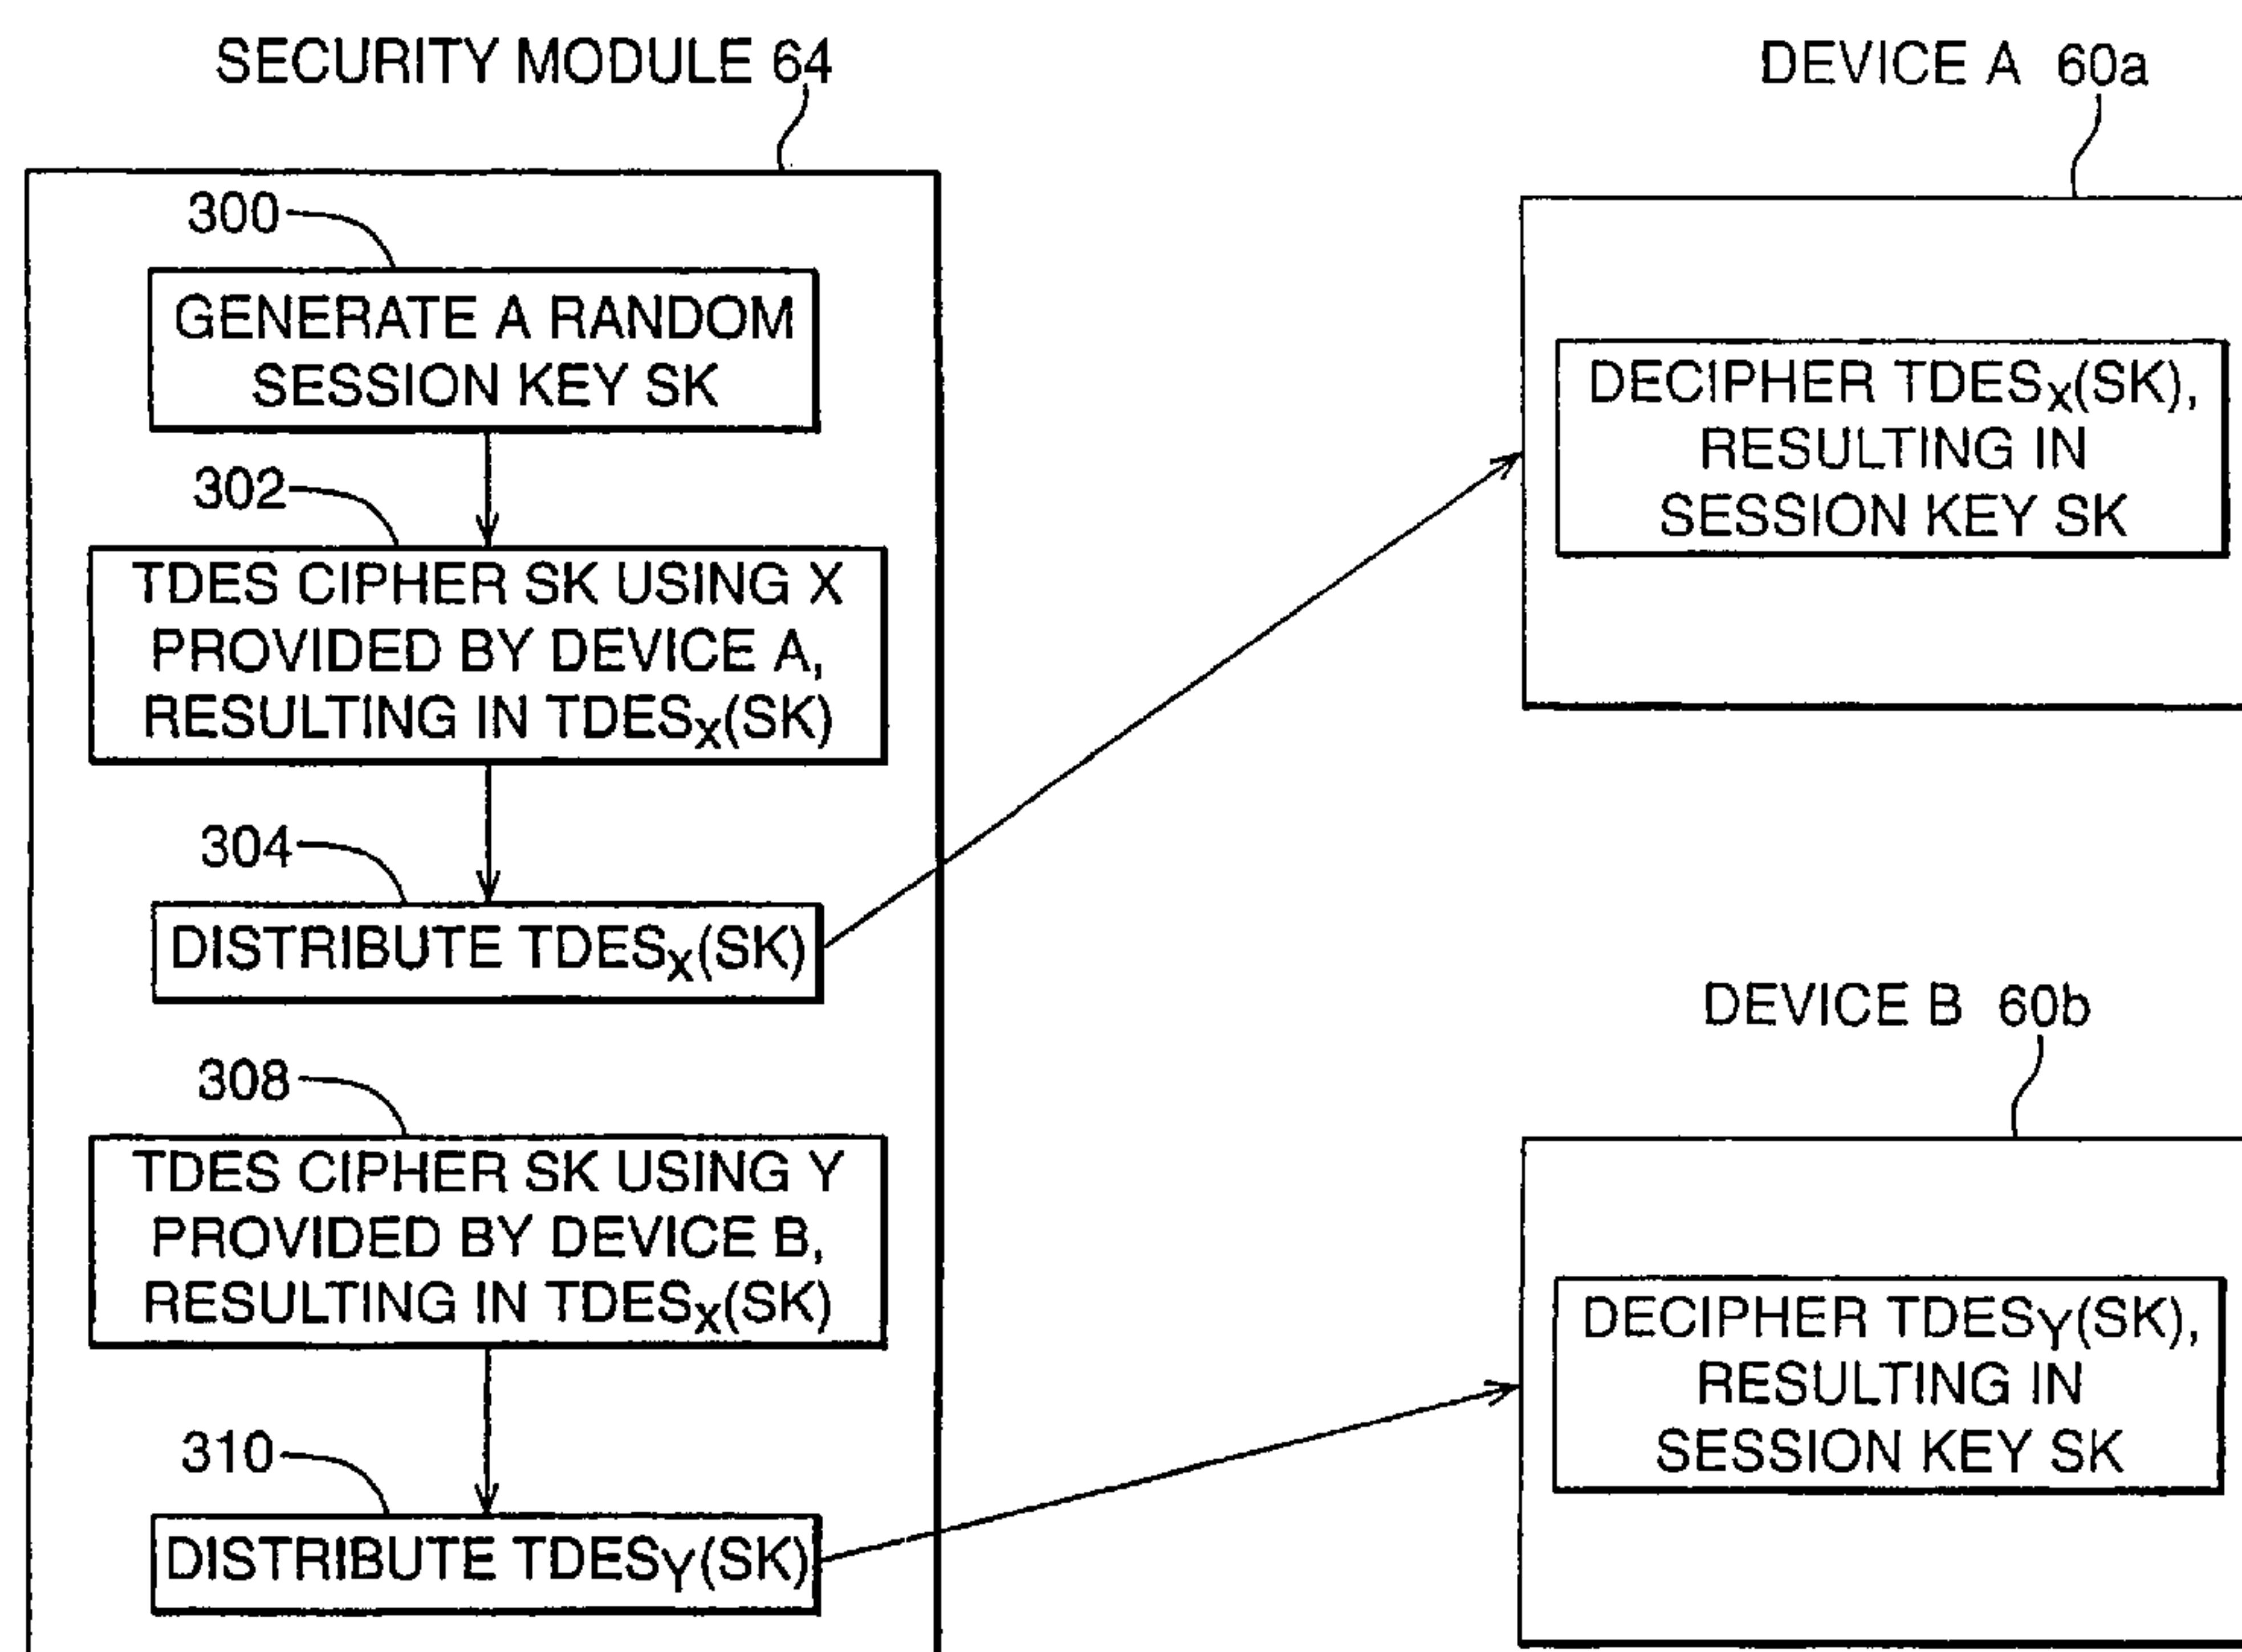 SECURITY MODULE 64
300
GENERATE A RANDOM
SESSION KEY SK
302
TDES CIPHER SK USING X
PROVIDED BY DEVICE A,
RESULTING IN TDESX(SK)
304
DISTRIBUTE TDESX(SK)
308
TDES CIPHER SK USING Y
PROVIDED BY DEVICE B,
RESULTING IN TDESX(SK)
310
DISTRIBUTE TDESY(SK)
DEVICE A 60a
DECIPHER TDESX(SK),
RESULTING IN
SESSION KEY SK
DEVICE B 60b
DECIPHER TDESY(SK),
RESULTING IN
SESSION KEY SK